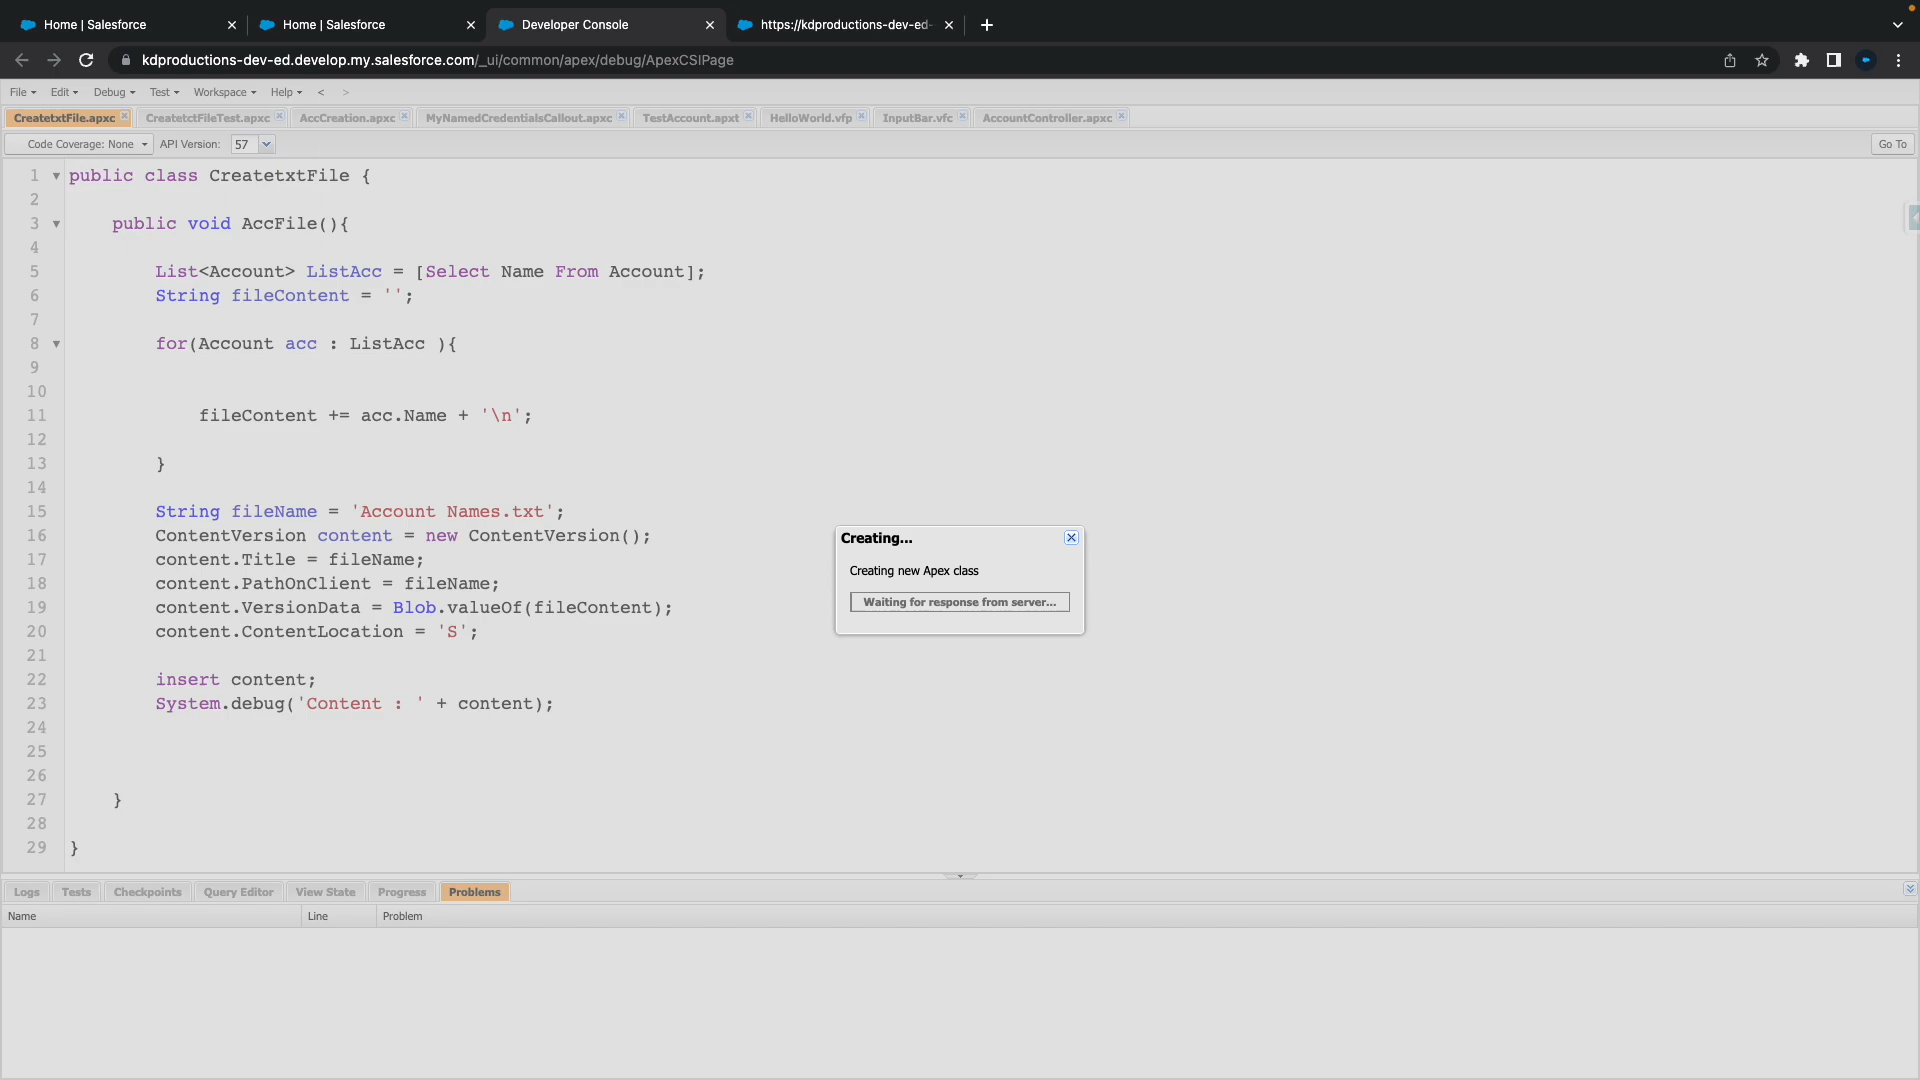 Home | Salesforce
Home | Salesforce
Developer Console
https://kdproductions-dev-ed-
kdproductions-dev-ed.develop.my.salesforce.com/_ui/common/apex/debug/ApexCSIPage
File Edit Debug Test Workspace Help < >
CreatetxtFile.apxc CreatetctFileTest.apxc AccCreation.apxc MyNamedCredentialsCallout.apxc TestAccount.apxt HelloWorld.vfp InputBar.vfc AccountController.apxc
Code Coverage: None API Version: 57 Go To
1 public class CreatetxtFile {
2
3 public void AccFile(){
4
5 List<Account> ListAcc = [Select Name From Account];
6 String fileContent = '';
7
8 for(Account acc : ListAcc ){
9
10
11 fileContent += acc.Name + '\n';
12
13 }
14
15 String fileName = 'Account Names.txt';
16 ContentVersion content = new ContentVersion();
17 content.Title = fileName;
18 content.PathOnClient = fileName;
19 content.VersionData = Blob.valueOf(fileContent);
20 content.ContentLocation = 'S';
21
22 insert content;
23 System.debug('Content : ' + content);
24
25
26
27 }
28
29 }
Creating...
Creating new Apex class
Waiting for response from server...
Logs Tests Checkpoints Query Editor View State Progress Problems
Name Line Problem